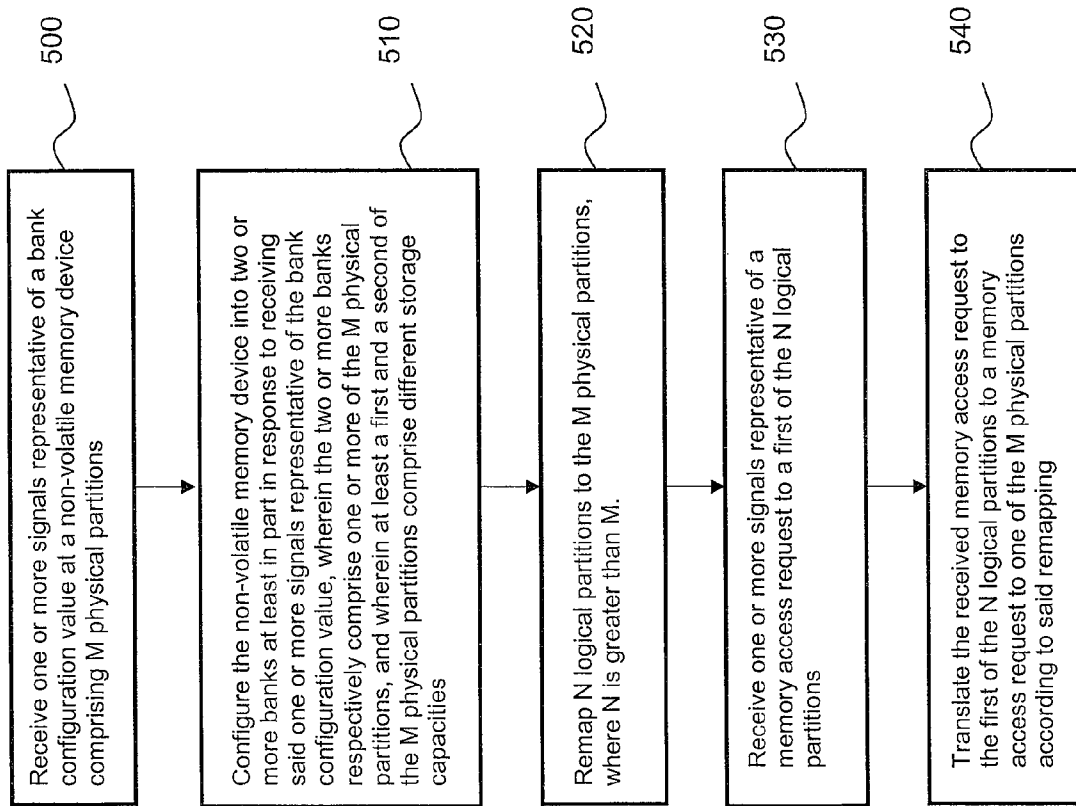 500
Receive one or more signals representative of a bank
configuration value at a non-volatile memory device
comprising M physical partitions
510
Configure the non-volatile memory device into two or
more banks at least in part in response to receiving
said one or more signals representative of the bank
configuration value, wherein the two or more banks
respectively comprise one or more of the M physical
partitions, and wherein at least a first and a second of
the M physical partitions comprise different storage
capacities
520
Remap N logical partitions to the M physical partitions,
where N is greater than M.
530
Receive one or more signals representative of a
memory access request to a first of the N logical
partitions
540
Translate the received memory access request to
the first of the N logical partitions to a memory
access request to one of the M physical partitions
according to said remapping